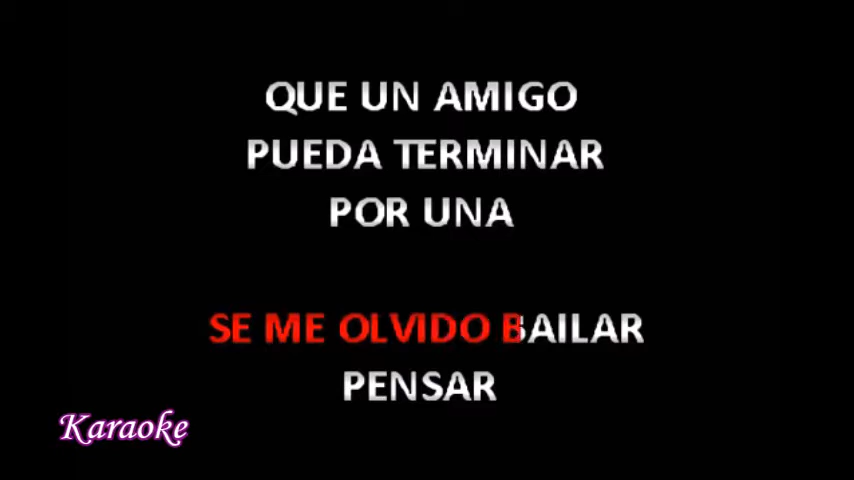 QUE UN AMIGO
PUEDA TERMINAR
POR UNA
SE ME OLVIDO BAILAR
PENSAR
Karaoke